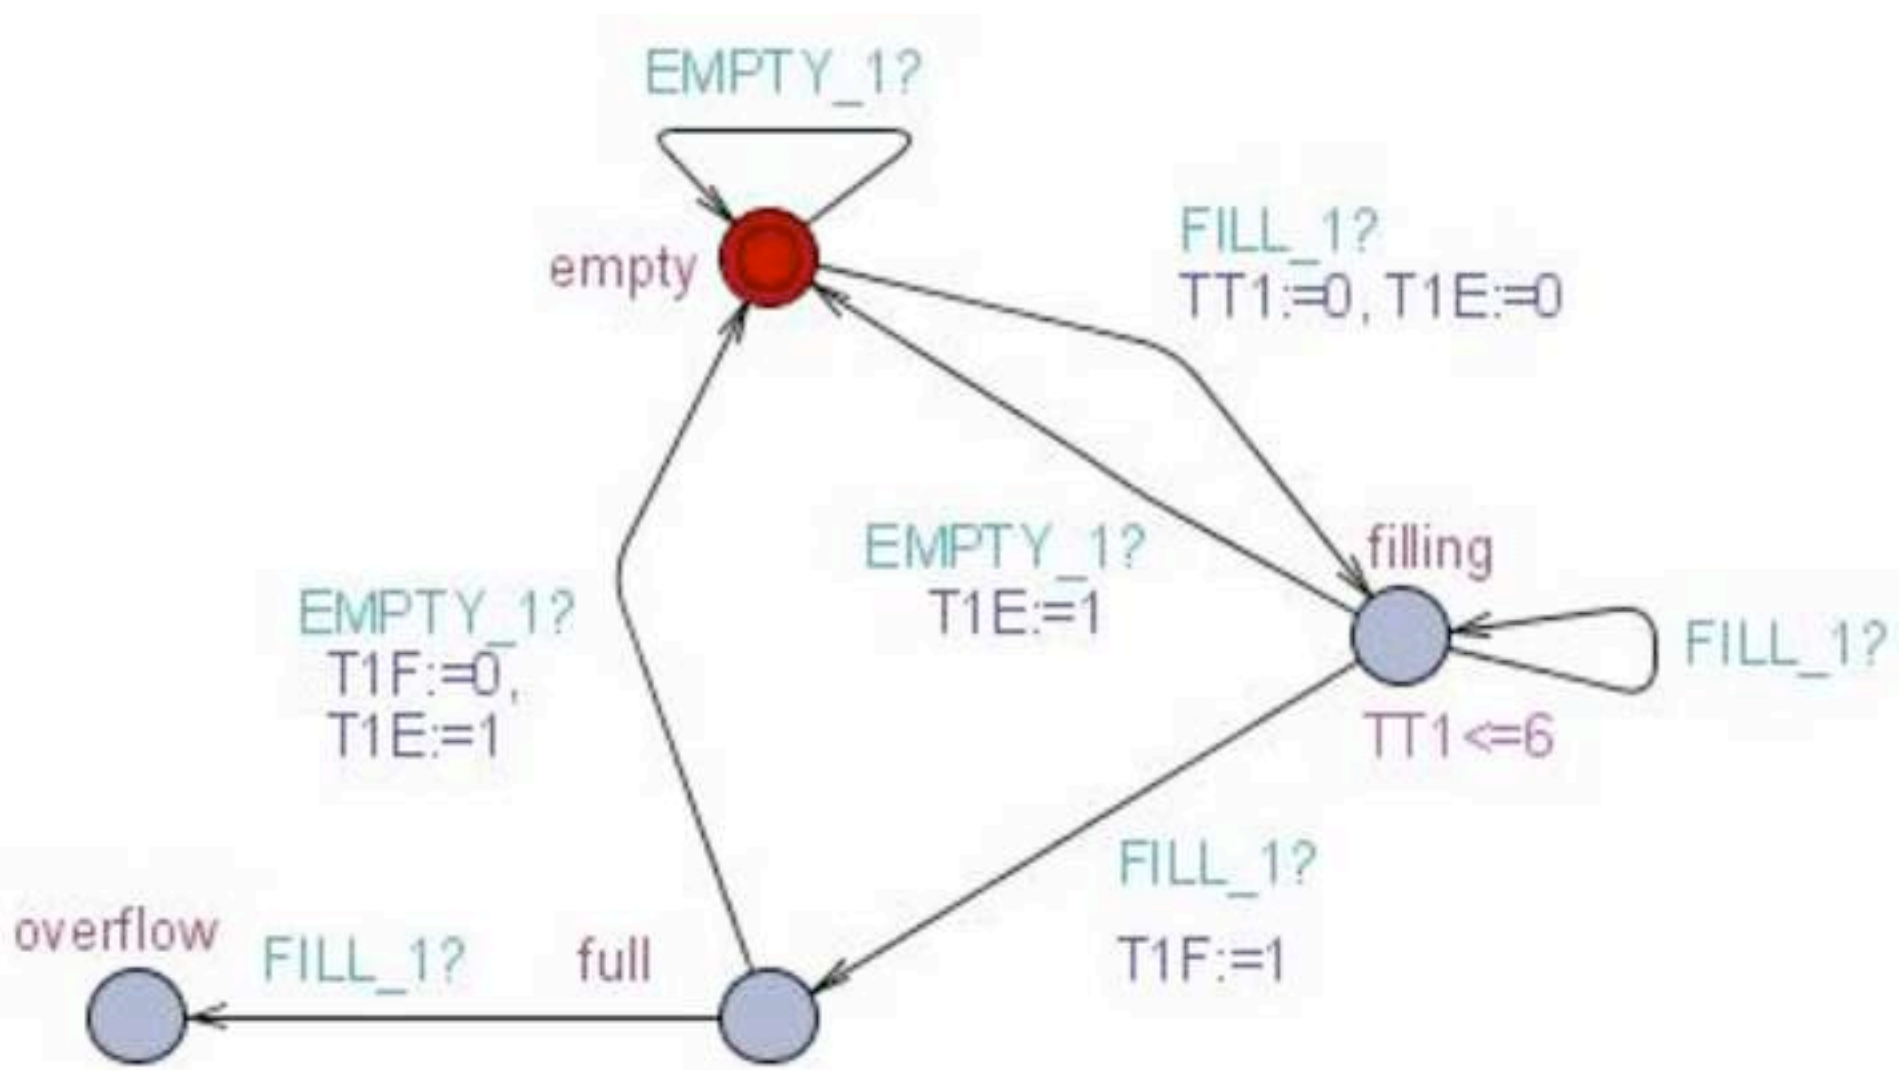 EMPTY_1?
empty
FILL_1?
TT1:=0, T1E:=0
EMPTY_1?
T1E:=1
filling
FILL_1?
TT1<=6
EMPTY_1?
T1F:=0,
T1E:=1
FILL_1?
T1F:=1
overflow
FILL_1?
full